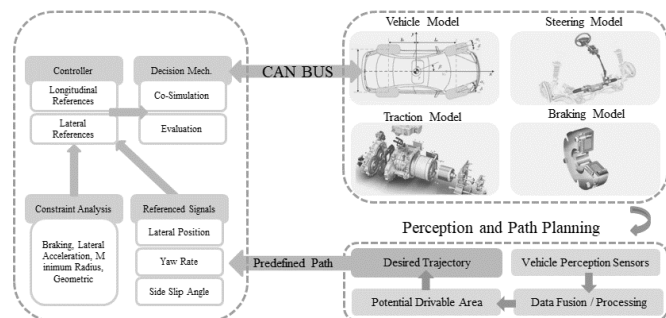 Vehicle Model
Steering Model
Controller
Decision Mech.
CAN BUS
Longitudinal
References
Co-Simulation
Lateral
References
Evaluation
Traction Model
Braking Model
Constraint Analysis
Referenced Signals
Braking, Lateral
Acceleration, M
inimum Radius,
Geometric
Lateral Position
Yaw Rate
Side Slip Angle
Perception and Path Planning
Predefined Path
Desired Trajectory
Vehicle Perception Sensors
Potential Drivable Area
Data Fusion / Processing